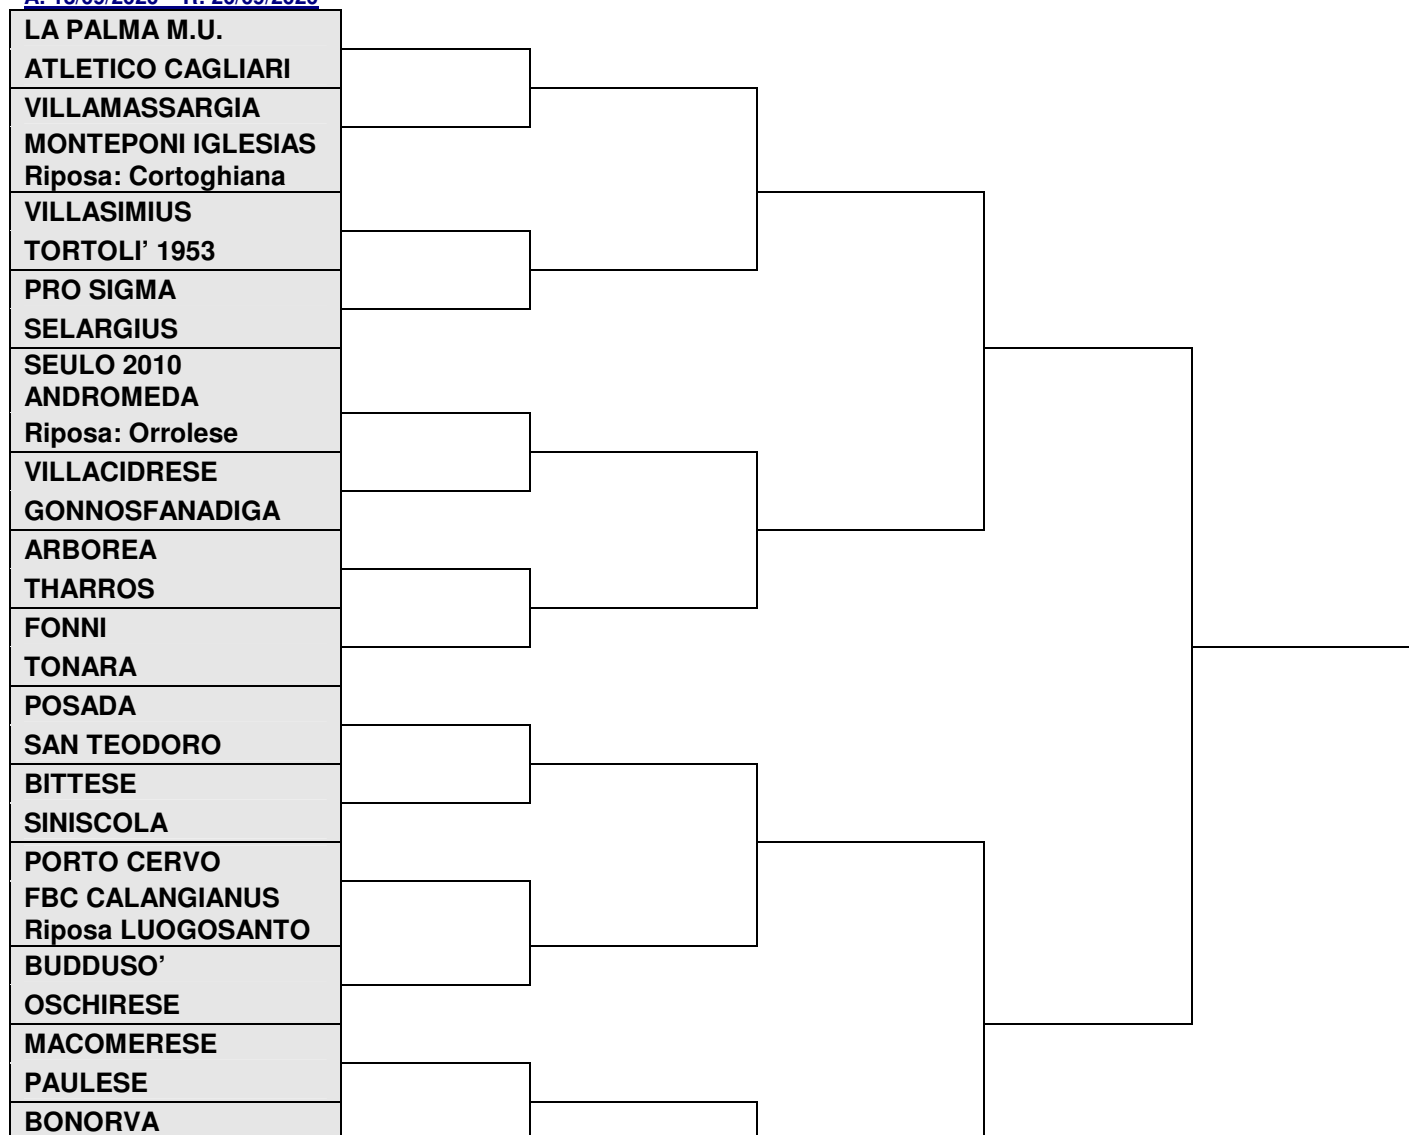 LA PALMA M.U.
ATLETICO CAGLIARI
VILLAMASSARGIA
MONTEPONI IGLESIAS
Riposa: Cortoghiana
VILLASIMIUS
TORTOLI’ 1953
PRO SIGMA
SELARGIUS
SEULO 2010
ANDROMEDA
Riposa: Orrolese
VILLACIDRESE
GONNOSFANADIGA
ARBOREA
THARROS
FONNI
TONARA
POSADA
SAN TEODORO
BITTESE
SINISCOLA
PORTO CERVO
FBC CALANGIANUS
Riposa LUOGOSANTO
BUDDUSO’
OSCHIRESE
MACOMERESE
PAULESE
BONORVA